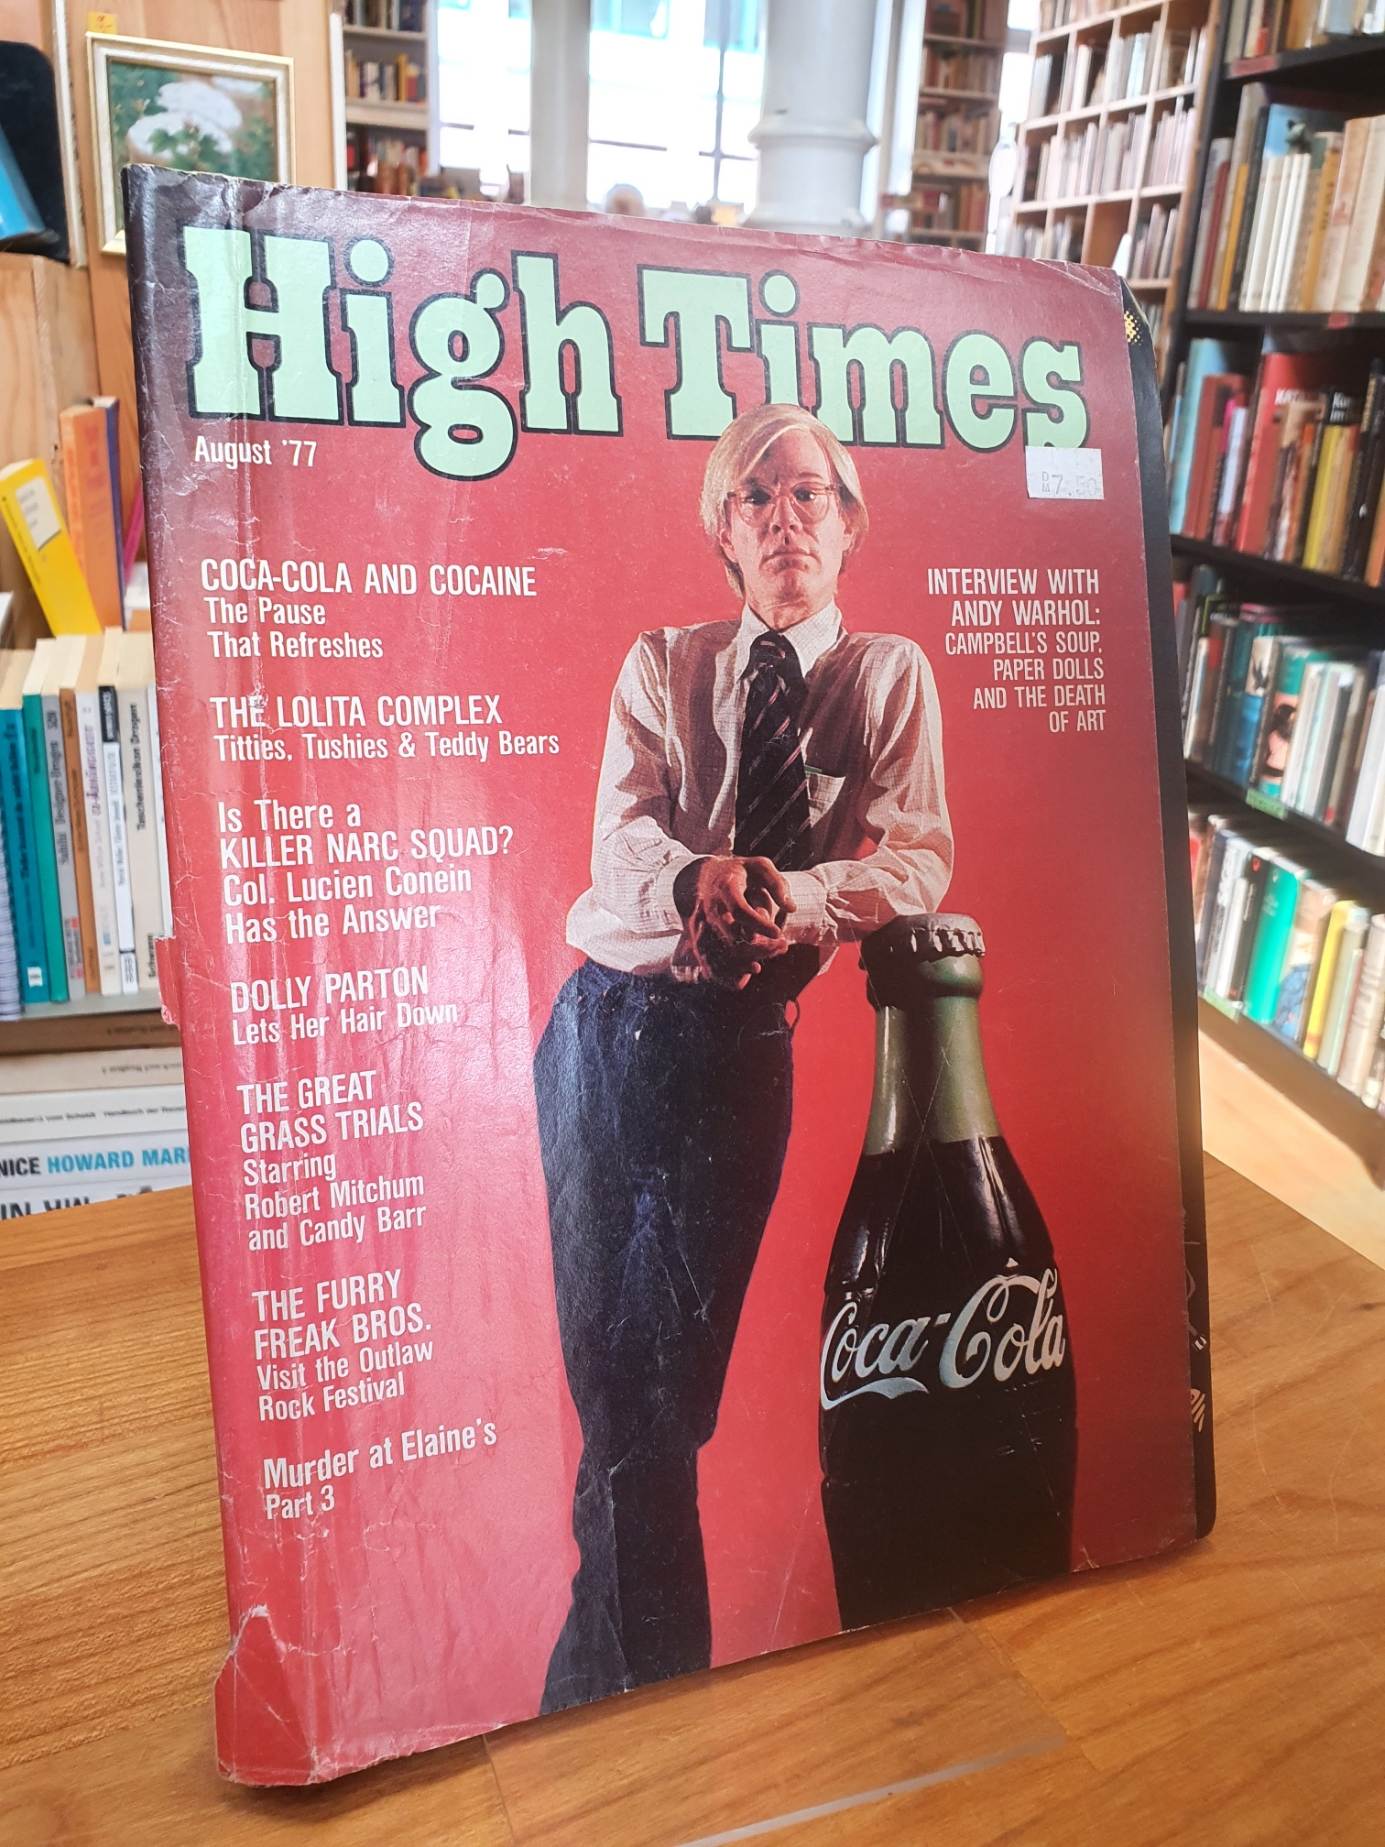 High Times
August '77
DM7.50
COCA-COLA AND COCAINE
The Pause
That Refreshes
THE LOLITA COMPLEX
Titties, Tushies & Teddy Bears
Is There a
KILLER NARC SQUAD?
Col. Lucien Conein
Has the Answer
DOLLY PARTON
Lets Her Hair Down
THE GREAT
GRASS TRIALS
Starring
Robert Mitchum
and Candy Barr
THE FURRY
FREAK BROS.
Visit the Outlaw
Rock Festival
Murder at Elaine's
Part 3
INTERVIEW WITH
ANDY WARHOL:
CAMPBELL'S SOUP,
PAPER DOLLS
AND THE DEATH
OF ART
Coca-Cola
NICE HOWARD MAR